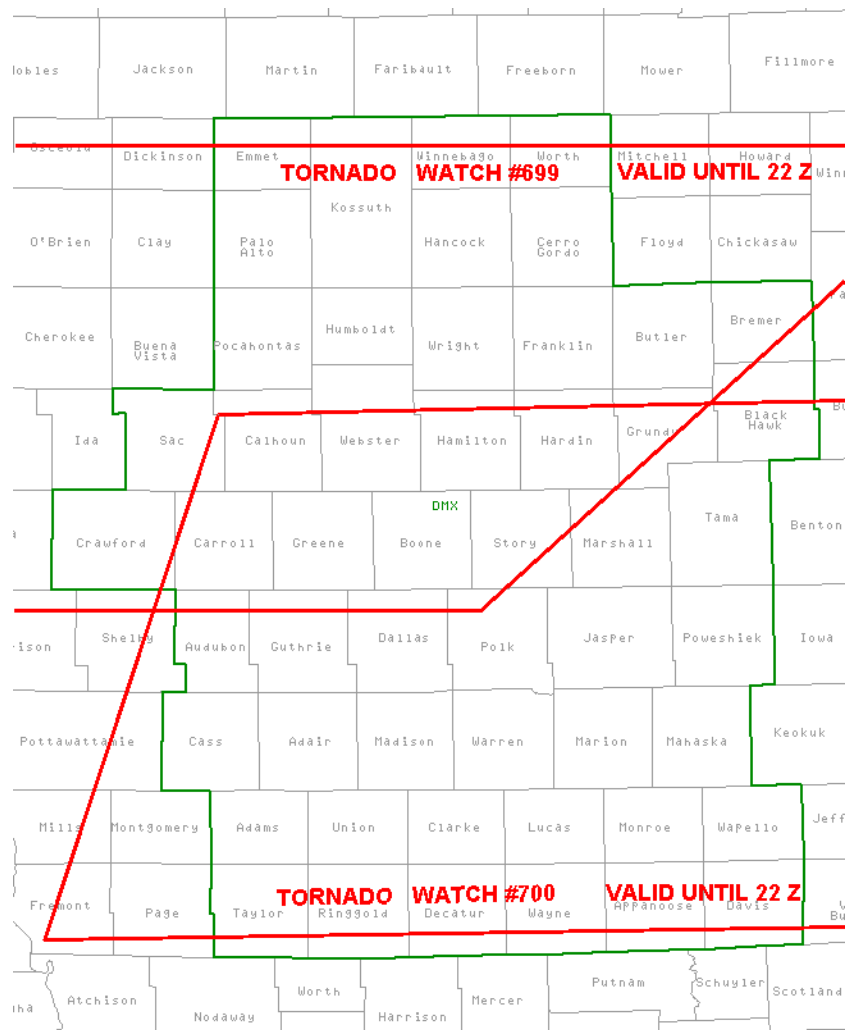 Nobles Jackson Martin Faribault Freeborn Mower Fillmore
Osceola Dickinson Emmet Winnebago Worth Mitchell Howard
TORNADO WATCH #699 VALID UNTIL 22 Z
Kossuth
O'Brien Clay Palo Alto Hancock Cerro Gordo Floyd Chickasaw
Cherokee Buena Vista Pocahontas Humboldt Wright Franklin Butler Bremer
Ida Sac Calhoun Webster Hamilton Hardin Grundy Black Hawk
DMX
Crawford Carroll Greene Boone Story Marshall Tama Benton
rison Shelby Audubon Guthrie Dallas Polk Jasper Poweshiek Iowa
Pottawattamie Cass Adair Madison Warren Marion Mahaska Keokuk
Mills Montgomery Adams Union Clarke Lucas Monroe Wapello Jeff
TORNADO WATCH #700 VALID UNTIL 22 Z
Fremont Page Taylor Ringgold Decatur Wayne Appanoose Davis
Atchison Nodaway Worth Harrison Mercer Putnam Schuyler Scotland